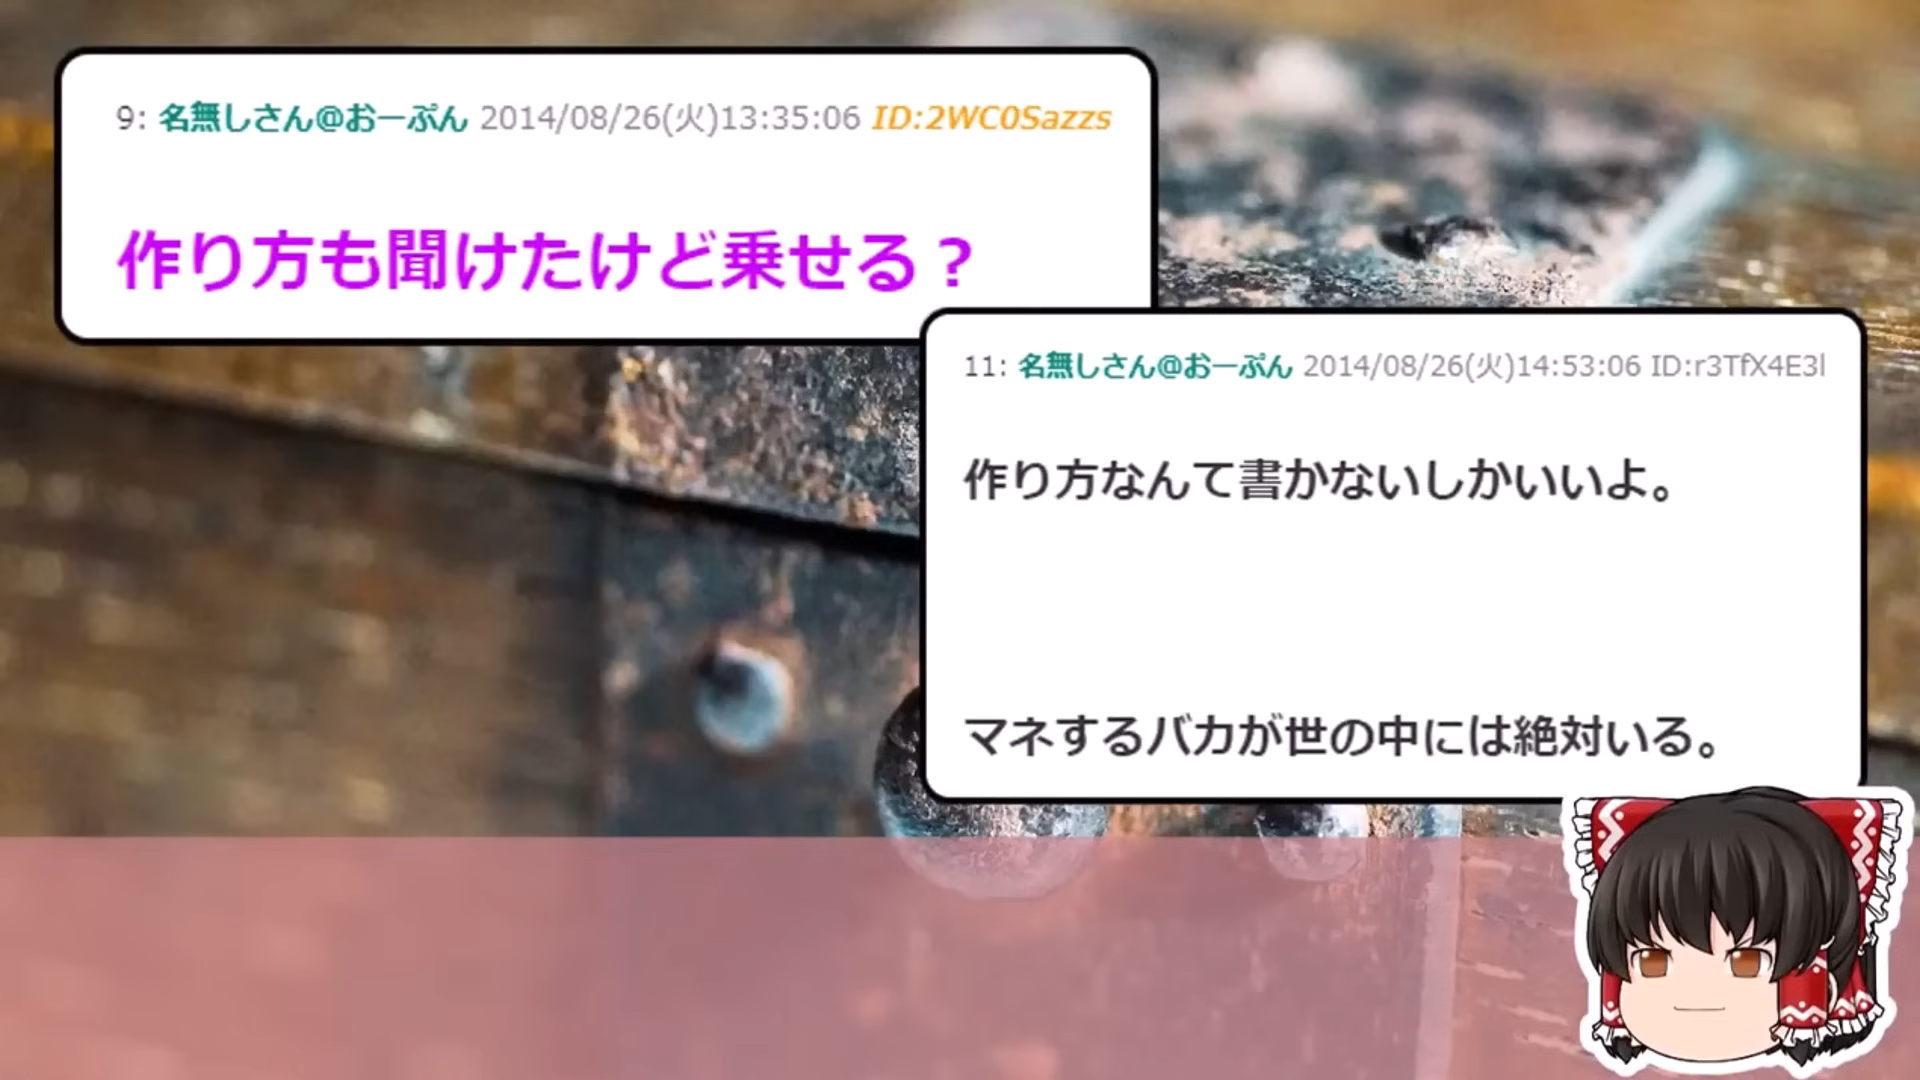 9: 名無しさん@おーぷん 2014/08/26(火)13:35:06 ID:2WC0Sazzs
作り方も聞けたけど乗せる？
11: 名無しさん@おーぷん 2014/08/26(火)14:53:06 ID:r3TfX4E3l
作り方なんて書かないしかいいよ。
マネするバカが世の中には絶対いる。